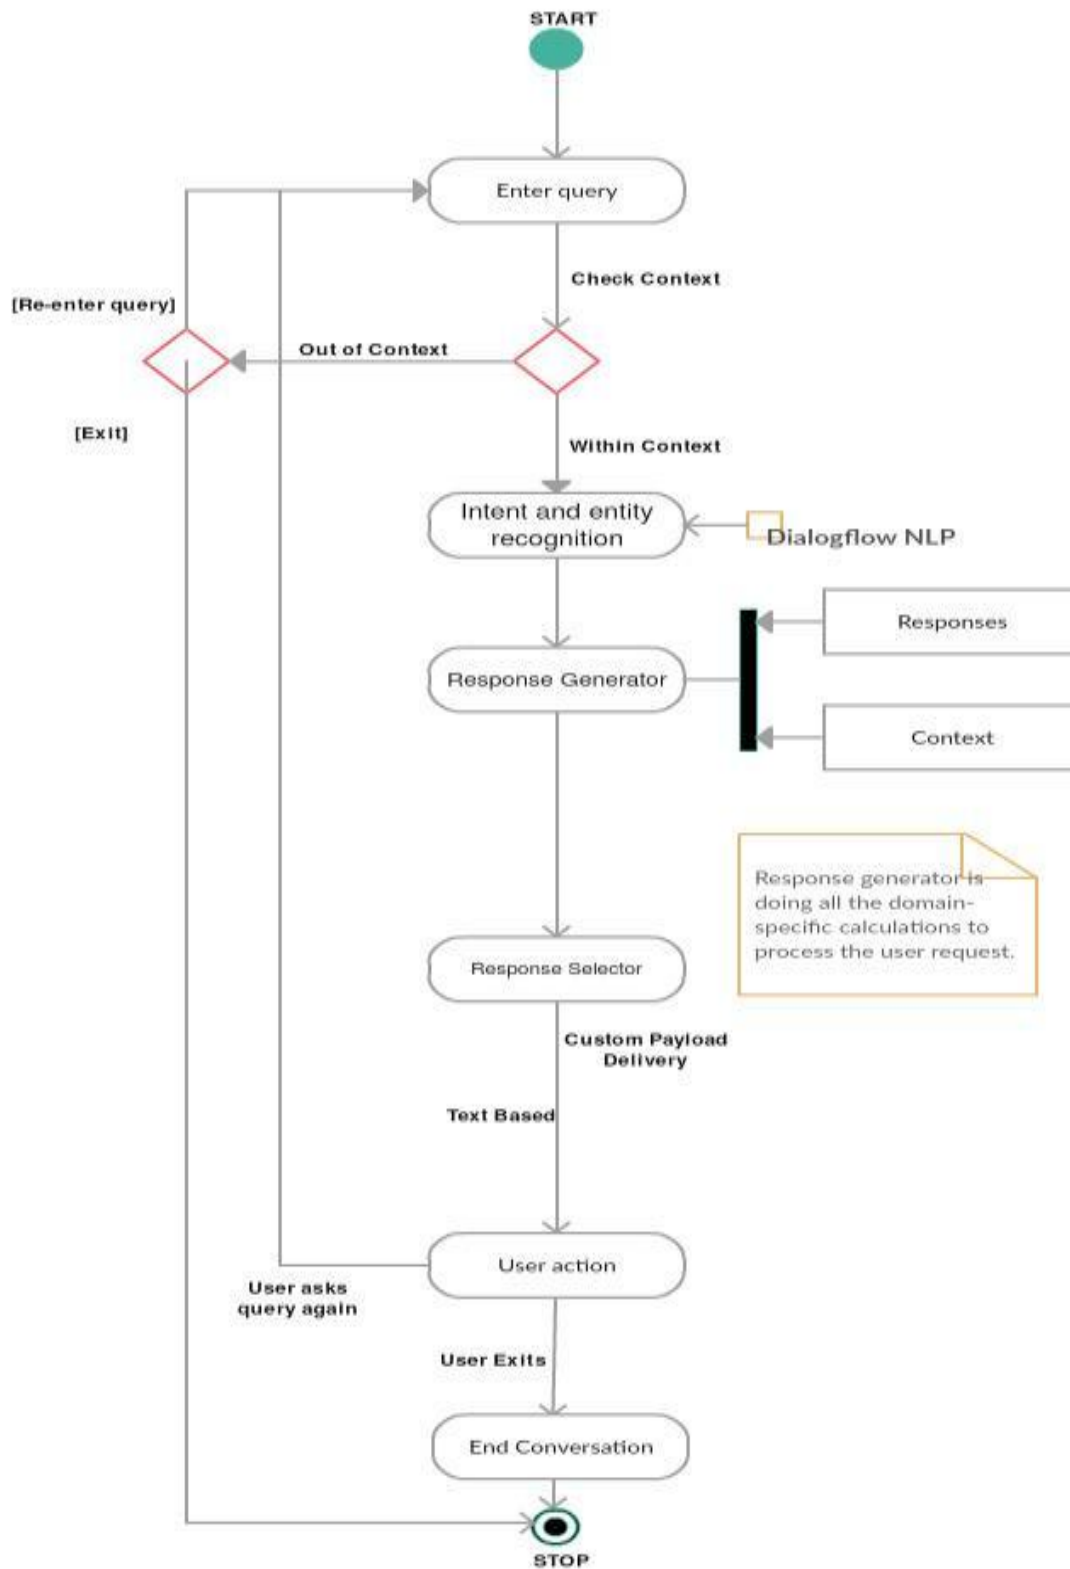 START
Enter query
Check Context
[Re-enter query]
Out of Context
[Exit]
Within Context
Intent and entity
recognition
Dialogflow NLP
Responses
Response Generator
Context
Response generator is
doing all the domain-
specific calculations to
process the user request.
Response Selector
Custom Payload
Delivery
Text Based
User action
User asks
query again
User Exits
End Conversation
STOP